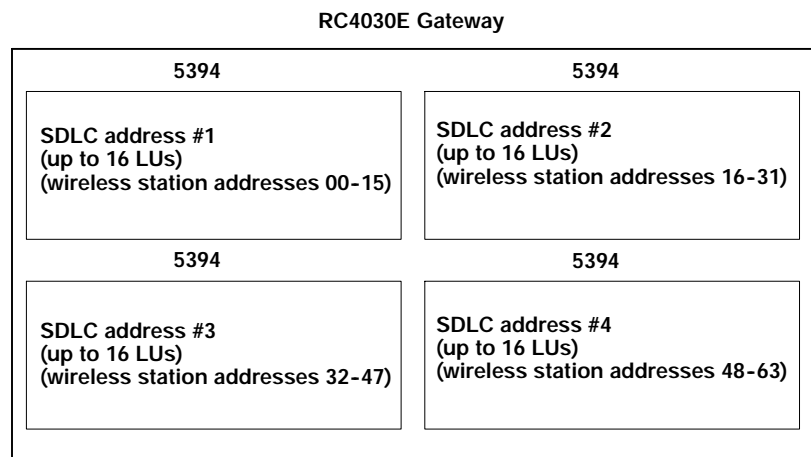 RC4030E Gateway
5394
SDLC address #1
(up to 16 LUs)
(wireless station addresses 00-15)
5394
SDLC address #2
(up to 16 LUs)
(wireless station addresses 16-31)
5394
SDLC address #3
(up to 16 LUs)
(wireless station addresses 32-47)
5394
SDLC address #4
(up to 16 LUs)
(wireless station addresses 48-63)